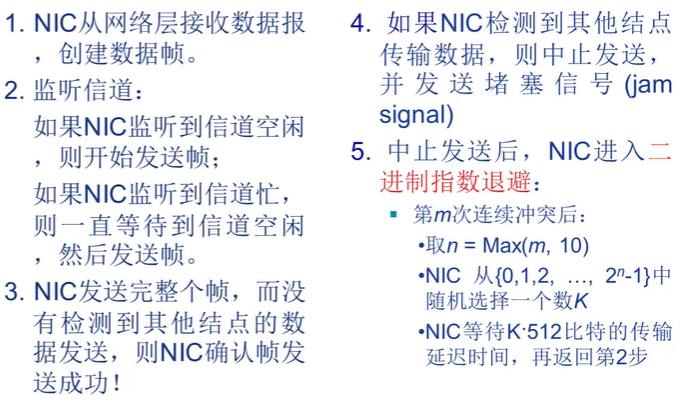 1. NIC从网络层接收数据报
，创建数据帧。
2. 监听信道：
如果NIC监听到信道空闲
，则开始发送帧；
如果NIC监听到信道忙，
则一直等待到信道空闲
，然后发送帧。
3. NIC发送完整个帧，而没
有检测到其他结点的数
据发送，则NIC确认帧发
送成功！
4. 如果NIC检测到其他结点
传输数据，则中止发送，
并发送堵塞信号(jam
signal)
5. 中止发送后，NIC进入二
进制指数退避：
▪ 第m次连续冲突后：
•取n = Max(m, 10)
•NIC 从{0,1,2, …, 2ⁿ-1}中
随机选择一个数K
•NIC等待K·512比特的传输
延迟时间，再返回第2步